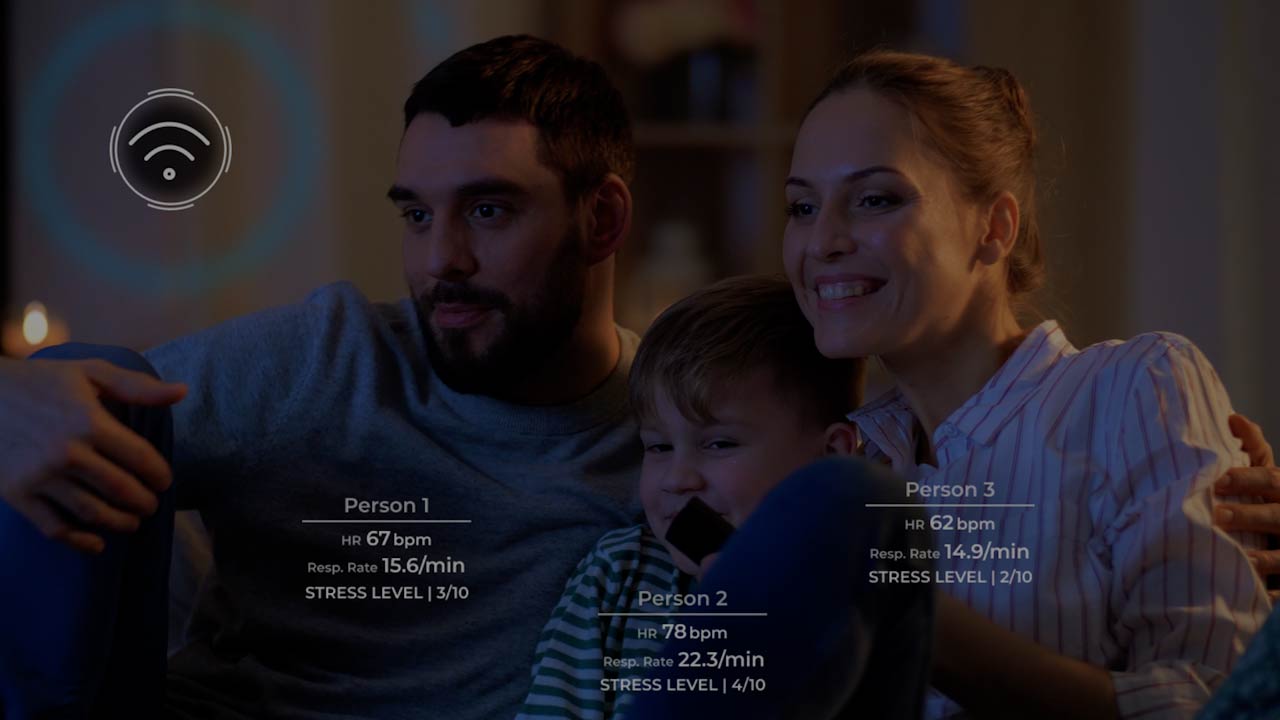 Person 1
HR 67 bpm
Resp. Rate 15.6/min
STRESS LEVEL | 3/10
Person 2
HR 78 bpm
Resp. Rate 22.3/min
STRESS LEVEL | 4/10
Person 3
HR 62 bpm
Resp. Rate 14.9/min
STRESS LEVEL | 2/10